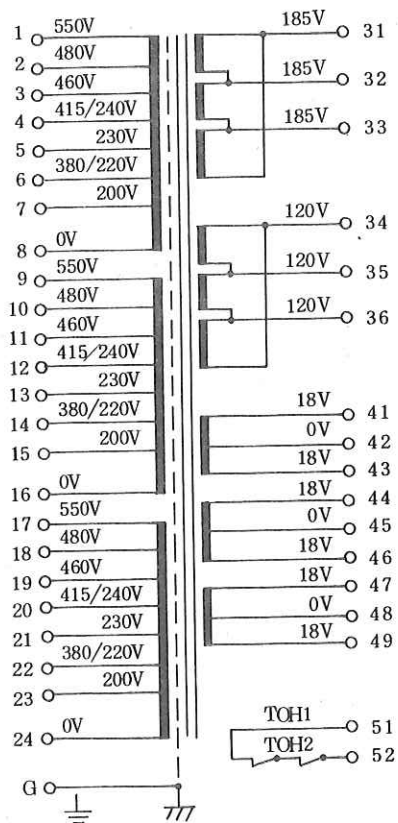 1 550V
2 480V
3 460V
4 415/240V
5 230V
6 380/220V
7 200V
8 0V
9 550V
10 480V
11 460V
12 415/240V
13 230V
14 380/220V
15 200V
16 0V
17 550V
18 480V
19 460V
20 415/240V
21 230V
22 380/220V
23 200V
24 0V
G
185V 31
185V 32
185V 33
120V 34
120V 35
120V 36
18V 41
0V 42
18V 43
18V 44
0V 45
18V 46
18V 47
0V 48
18V 49
TOH1 51
TOH2 52